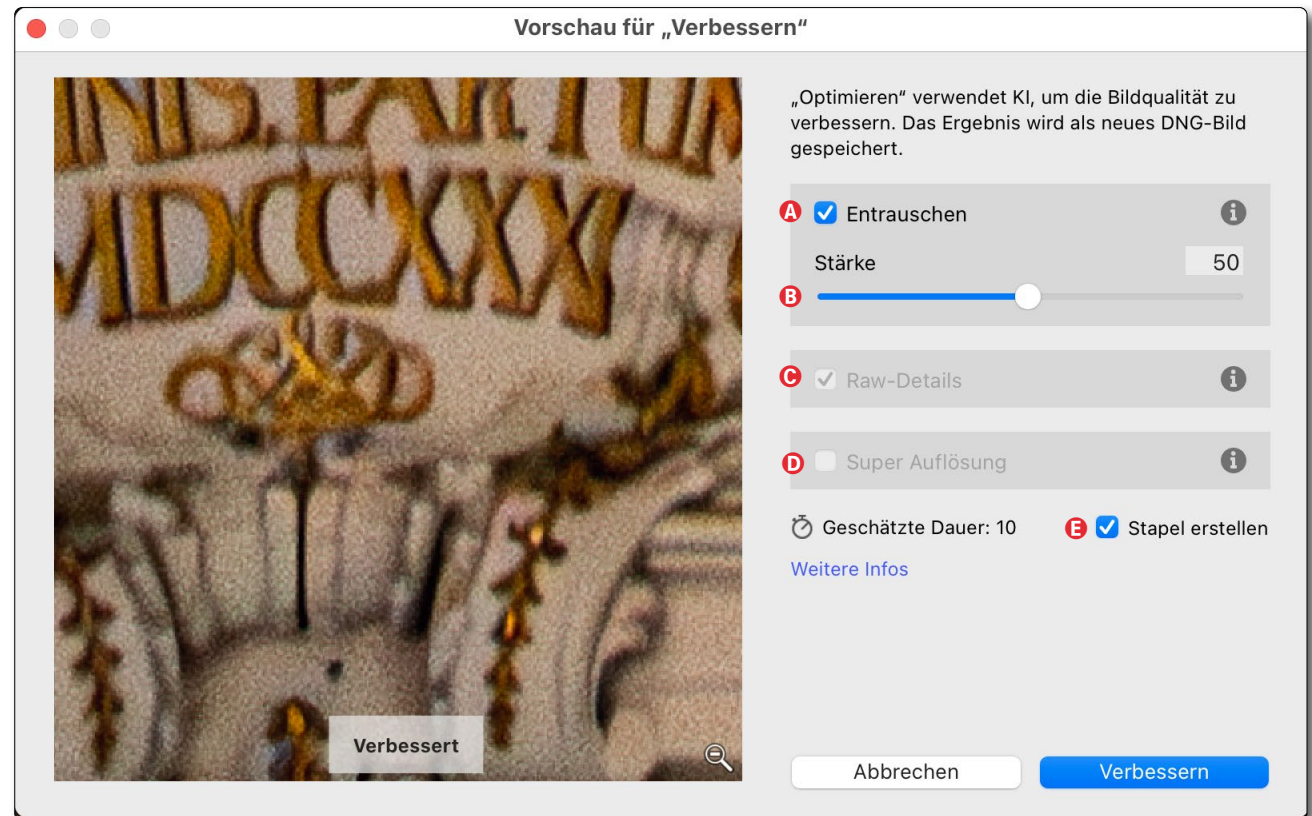 Vorschau für „Verbessern“
„Optimieren“ verwendet KI, um die Bildqualität zu
verbessern. Das Ergebnis wird als neues DNG-Bild
gespeichert.
A Entrauschen
Stärke 50
B
C Raw-Details
D Super Auflösung
Geschätzte Dauer: 10 E Stapel erstellen
Weitere Infos
MDCCXXXI
Verbessert
Abbrechen Verbessern